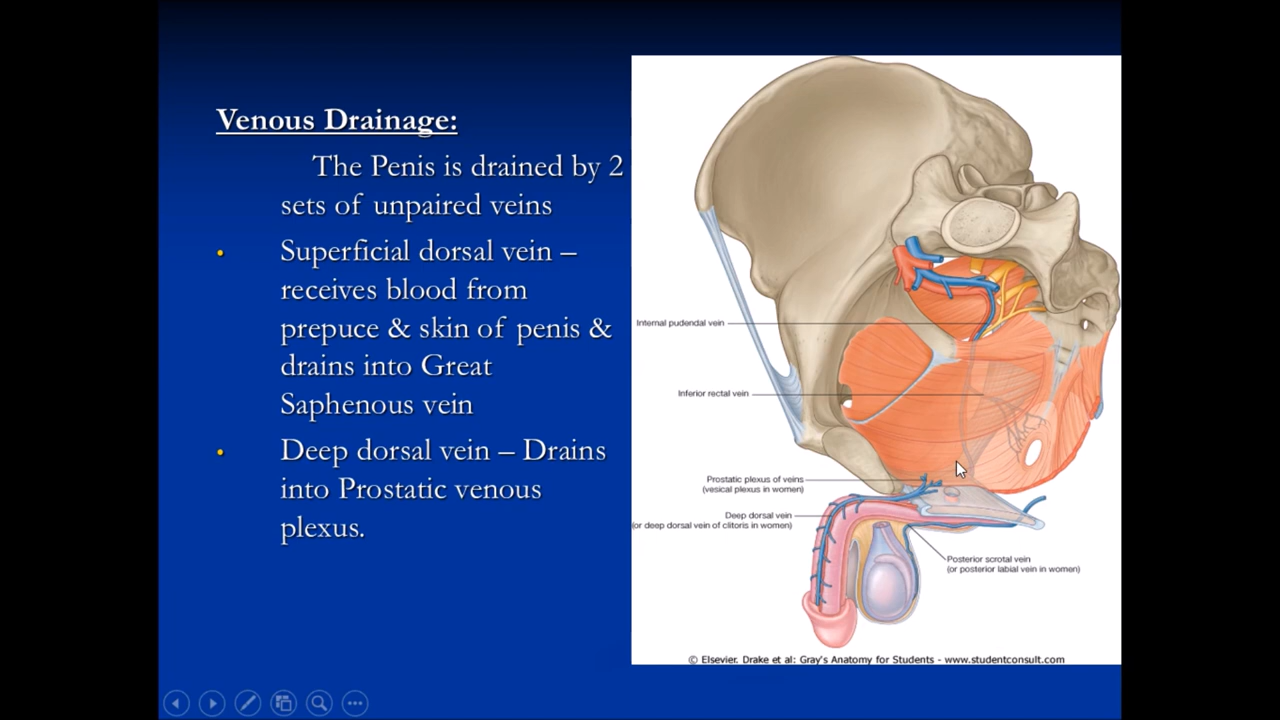 Venous Drainage:
The Penis is drained by 2
sets of unpaired veins
• Superficial dorsal vein –
receives blood from
prepuce & skin of penis &
drains into Great
Saphenous vein
• Deep dorsal vein – Drains
into Prostatic venous
plexus.
Internal pudendal vein
Inferior rectal vein
Prostatic plexus of veins
(vesical plexus in women)
Deep dorsal vein
(or deep dorsal vein of clitoris in women)
Posterior scrotal vein
(or posterior labial vein in women)
© Elsevier. Drake et al: Gray's Anatomy for Students - www.studentconsult.com